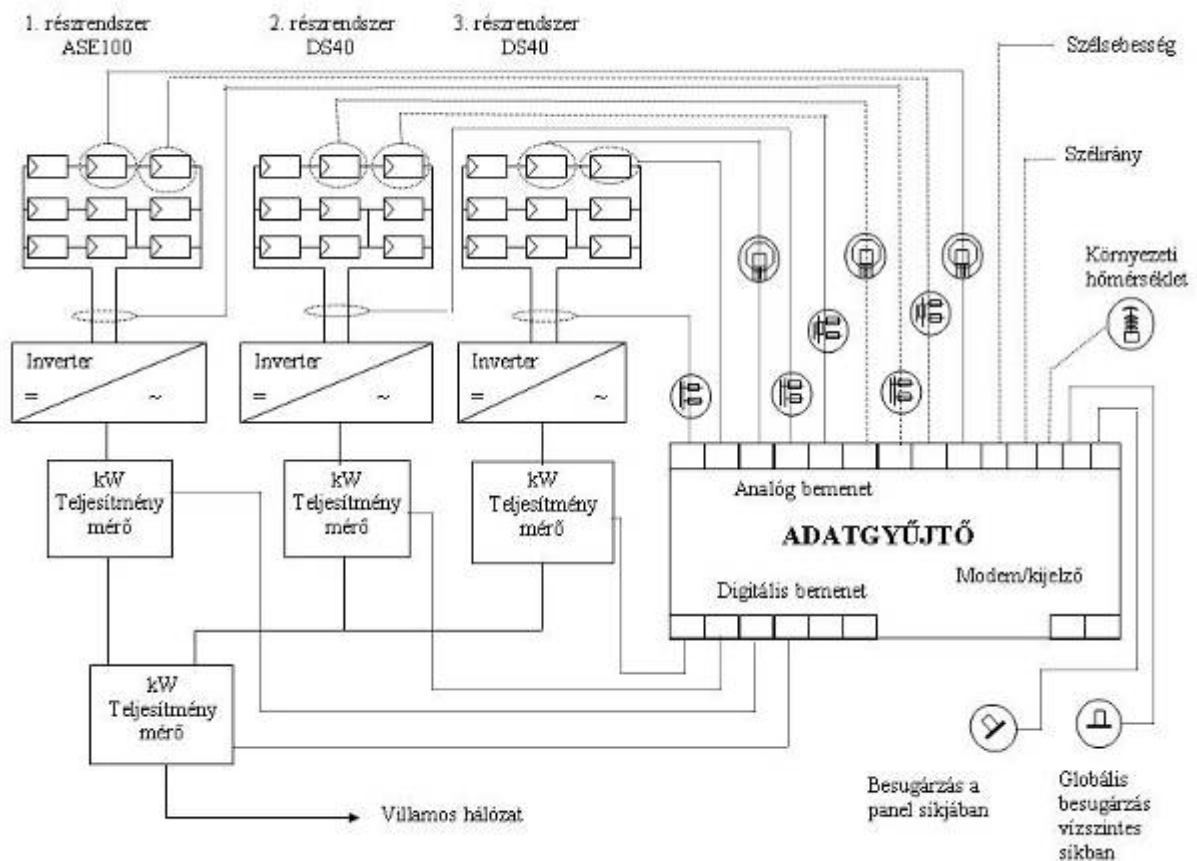 1. részrendszer
ASE100
2. részrendszer
DS40
3. részrendszer
DS40
Szélsebesség
Szélirány
Környezeti
hőmérséklet
Inverter
=
~
Inverter
=
~
Inverter
=
~
kW
Teljesítmény
mérő
kW
Teljesítmény
mérő
kW
Teljesítmény
mérő
Analóg bemenet
ADATGYŰJTŐ
Modem/kijelző
Digitális bemenet
kW
Teljesítmény
mérő
Villamos hálózat
Besugárzás a
panel síkjában
Globális
besugárzás
vízszintes
síkban